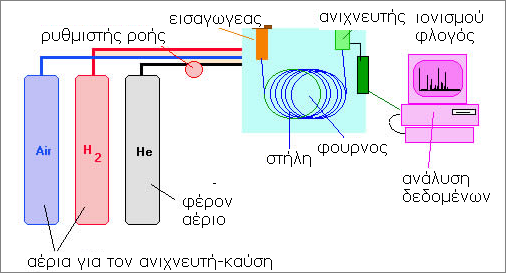 εισαγωγεας
ανιχνευτής ιονισμού
φλογός
ρυθμιστής ροής
Air
H2
He
φουρνος
στήλη
ανάλυση
δεδομένων
φέρον
αέριο
αέρια για τον ανιχνευτή-καύση